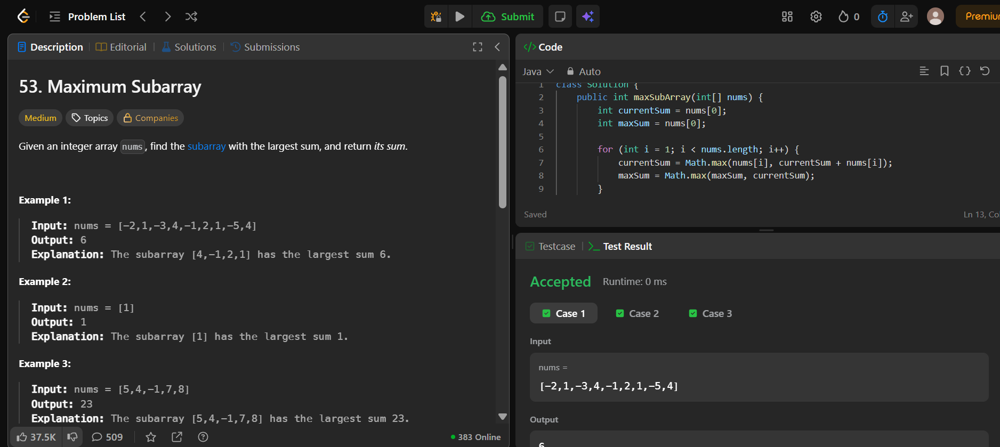 Problem List
Submit
0
Premiu
Description
Editorial
Solutions
Submissions
53. Maximum Subarray
Medium
Topics
Companies
Given an integer array nums, find the subarray with the largest sum, and return its sum.
Example 1:
Input: nums = [-2,1,-3,4,-1,2,1,-5,4]
Output: 6
Explanation: The subarray [4,-1,2,1] has the largest sum 6.
Example 2:
Input: nums = [1]
Output: 1
Explanation: The subarray [1] has the largest sum 1.
Example 3:
Input: nums = [5,4,-1,7,8]
Output: 23
Explanation: The subarray [5,4,-1,7,8] has the largest sum 23.
37.5K
509
383 Online
</> Code
Java
Auto
1 class Solution {
2 public int maxSubArray(int[] nums) {
3 int currentSum = nums[0];
4 int maxSum = nums[0];
5
6 for (int i = 1; i < nums.length; i++) {
7 currentSum = Math.max(nums[i], currentSum + nums[i]);
8 maxSum = Math.max(maxSum, currentSum);
9 }
Saved
Ln 13, Co
Testcase
Test Result
Accepted
Runtime: 0 ms
Case 1
Case 2
Case 3
Input
nums =
[-2,1,-3,4,-1,2,1,-5,4]
Output
6